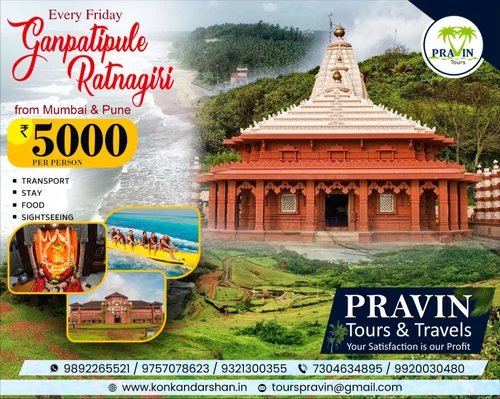 Every Friday
Ganpatipule
Ratnagiri
from Mumbai & Pune
₹ 5000
PER PERSON
TRANSPORT
STAY
FOOD
SIGHTSEEING
PRAVIN
Tours
PRAVIN
Tours & Travels
Your Satisfaction is our Profit
9892265521 / 9757078623 / 9321300355 7304634895 / 9920030480
www.konkandarshan.in tourspravin@gmail.com